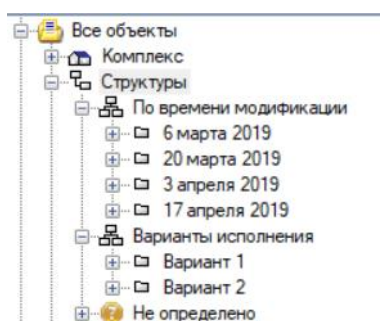 Все объекты
Комплекс
Структуры
По времени модификации
6 марта 2019
20 марта 2019
3 апреля 2019
17 апреля 2019
Варианты исполнения
Вариант 1
Вариант 2
Не определено